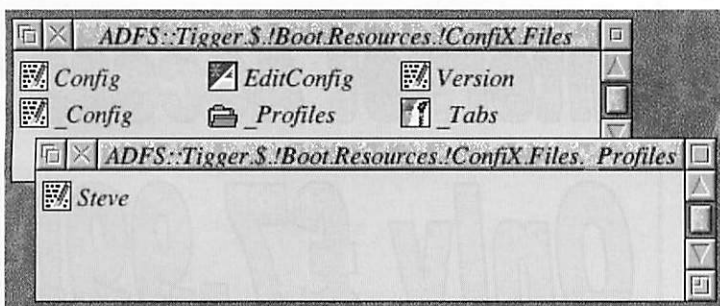 ADFS::Tigger.$.!Boot.Resources.!ConfiX.Files
Config EditConfig Version
_Config _Profiles _Tabs
ADFS::Tigger.$.!Boot.Resources.!ConfiX.Files._Profiles
Steve